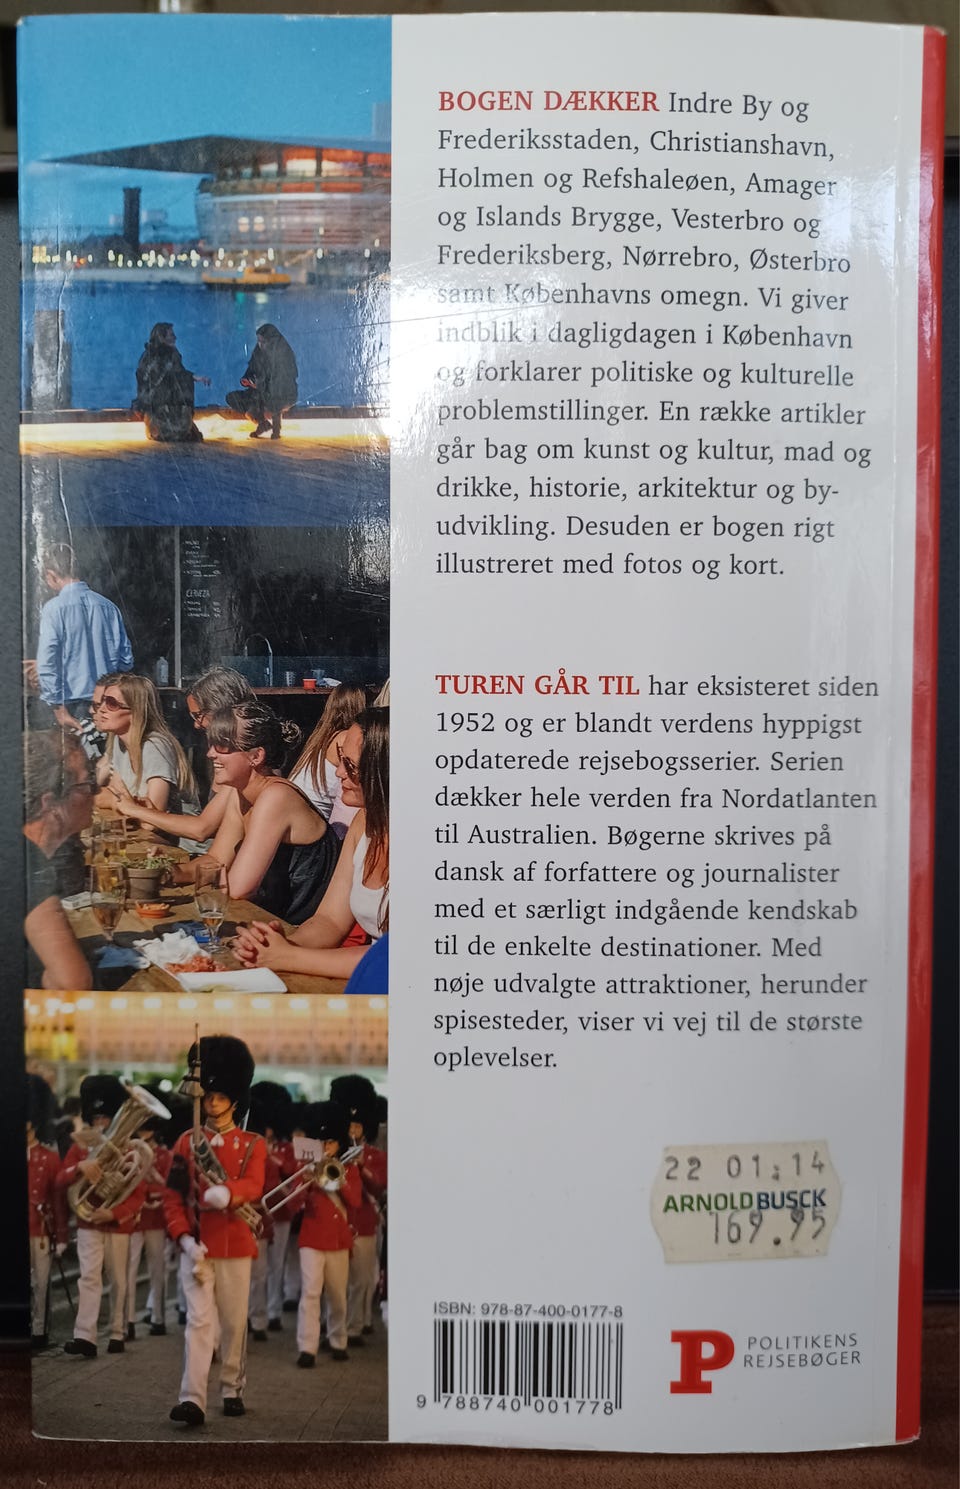 BOGEN DÆKKER Indre By og
Frederiksstaden, Christianshavn,
Holmen og Refshaleøen, Amager
og Islands Brygge, Vesterbro og
Frederiksberg, Nørrebro, Østerbro
samt Københavns omegn. Vi giver
indblik i dagligdagen i København
og forklarer politiske og kulturelle
problemstillinger. En række artikler
går bag om kunst og kultur, mad og
drikke, historie, arkitektur og by-
udvikling. Desuden er bogen rigt
illustreret med fotos og kort.
CERVEZA
TUREN GÅR TIL har eksisteret siden
1952 og er blandt verdens hyppigst
opdaterede rejsebogsserier. Serien
dækker hele verden fra Nordatlanten
til Australien. Bøgerne skrives på
dansk af forfattere og journalister
med et særligt indgående kendskab
til de enkelte destinationer. Med
nøje udvalgte attraktioner, herunder
spisesteder, viser vi vej til de største
oplevelser.
22 01.14
ARNOLD BUSCK
169.95
ISBN: 978-87-400-0177-8
9 788740 001778
P
POLITIKENS
REJSEBØGER